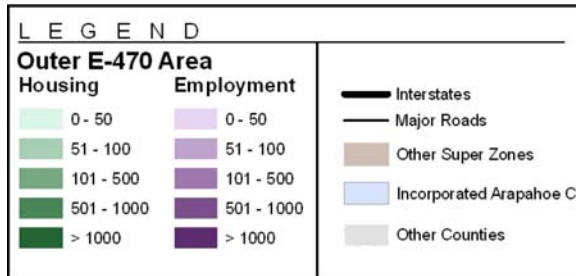 L E G E N D
Outer E-470 Area
Housing Employment
0 - 50 0 - 50
51 - 100 51 - 100
101 - 500 101 - 500
501 - 1000 501 - 1000
> 1000 > 1000
Interstates
Major Roads
Other Super Zones
Incorporated Arapahoe C
Other Counties